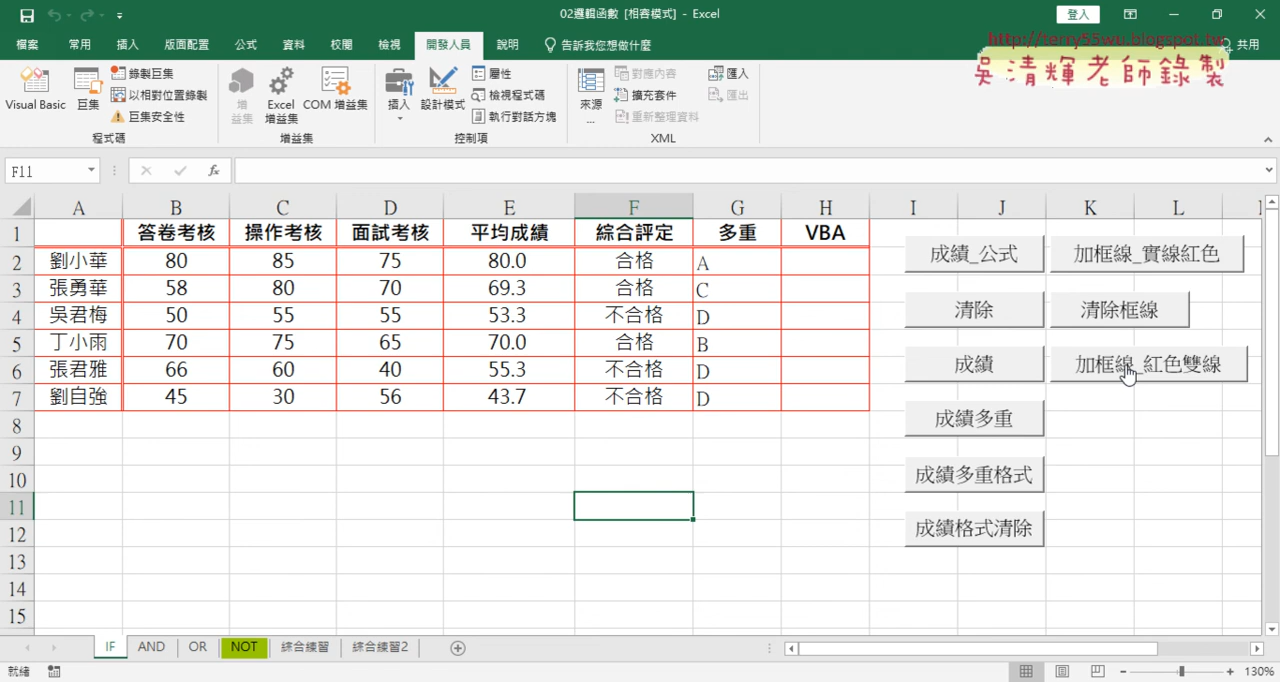 02邏輯函數 [相容模式] - Excel
登入
檔案 常用 插入 版面配置 公式 資料 校閱 檢視 開發人員 說明 告訴我您想做什麼 共用
http://terry55wu.blogspot.tw
吳清輝老師錄製
Visual Basic 巨集 錄製巨集 以相對位置錄製 巨集安全性
增益集 Excel 增益集 COM 增益集
插入 設計模式 屬性 檢視程式碼 執行對話方塊
來源... 對應內容 擴充套件 重新整理資料 匯入 匯出
程式碼 增益集 控制項 XML
F11 fx
A B C D E F G H I J K L
1 答卷考核 操作考核 面試考核 平均成績 綜合評定 多重 VBA
2 劉小華 80 85 75 80.0 合格 A
3 張勇華 58 80 70 69.3 合格 C
4 吳君梅 50 55 55 53.3 不合格 D
5 丁小雨 70 75 65 70.0 合格 B
6 張君雅 66 60 40 55.3 不合格 D
7 劉自強 45 30 56 43.7 不合格 D
8
9
10
11
12
13
14
15
成績_公式 加框線_實線紅色
清除 清除框線
成績 加框線_紅色雙線
成績多重
成績多重格式
成績格式清除
IF AND OR NOT 綜合練習 綜合練習2
就緒 130%